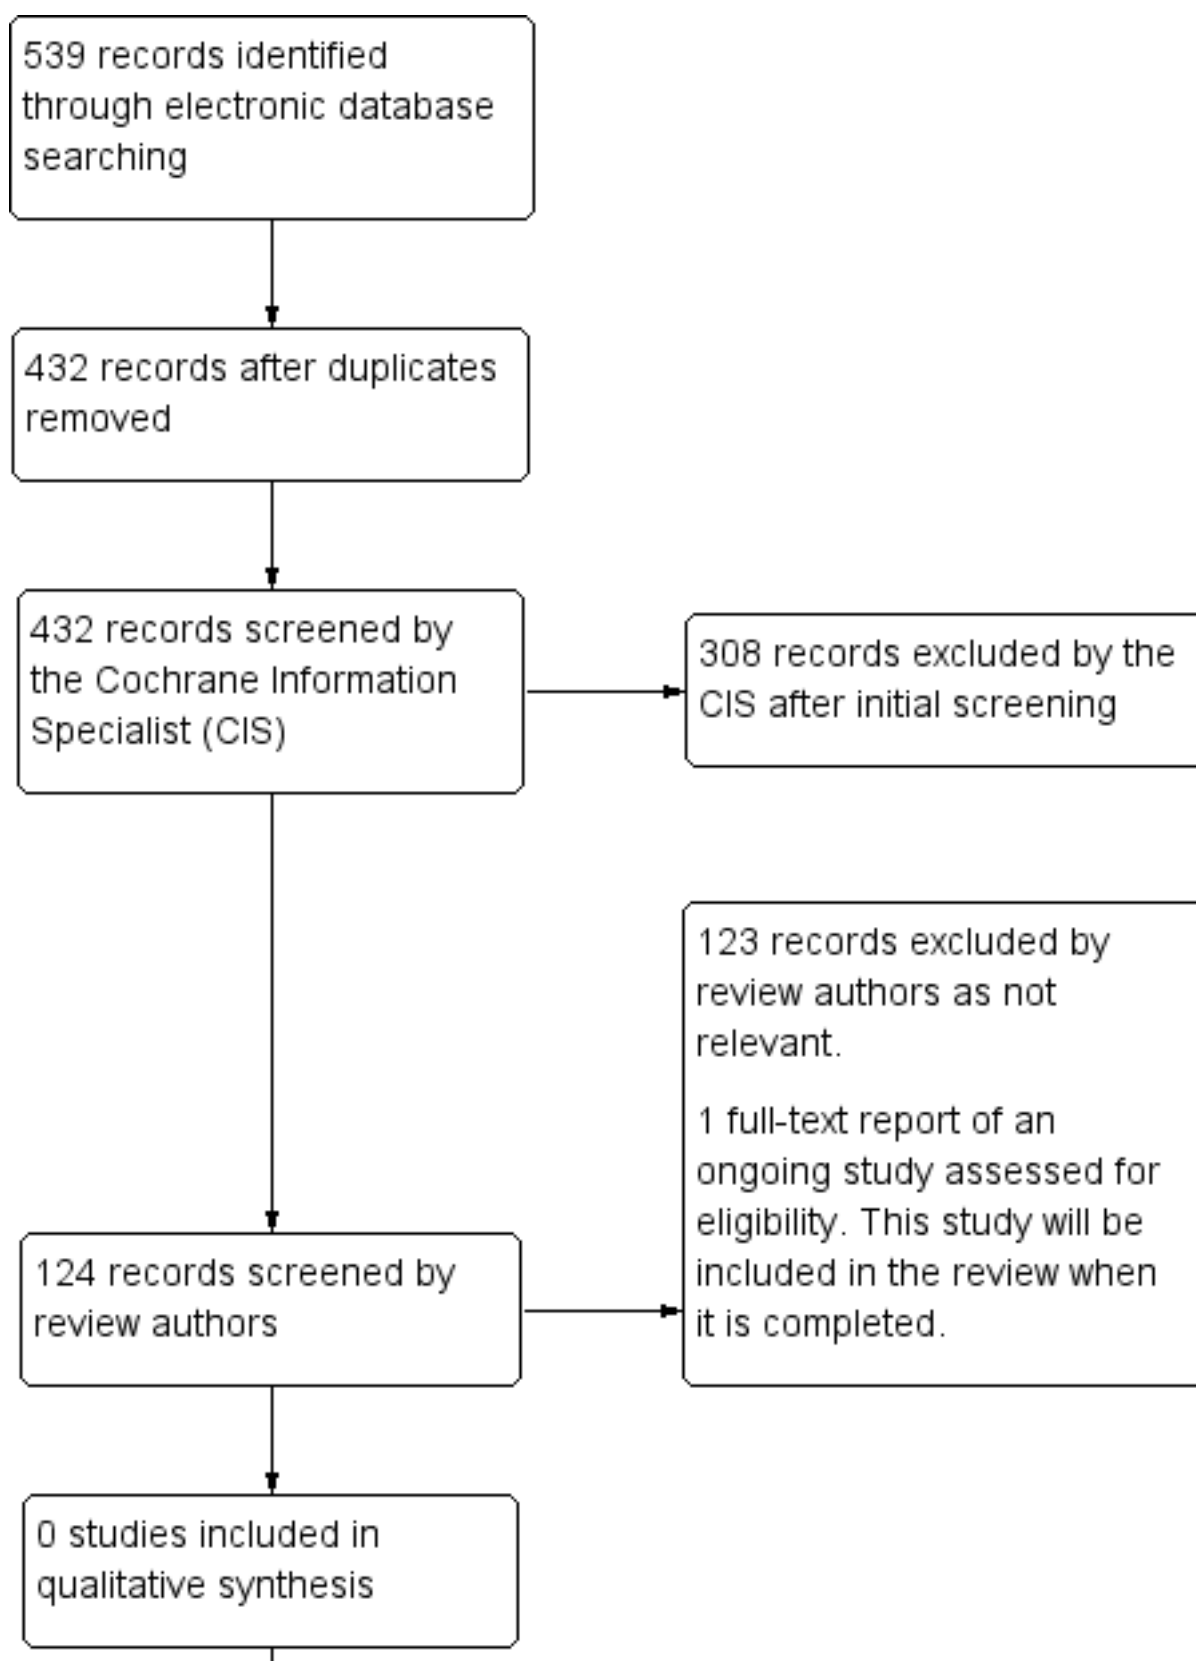 539 records identified
through electronic database
searching
432 records after duplicates
removed
432 records screened by
the Cochrane Information
Specialist (CIS)
308 records excluded by the
CIS after initial screening
123 records excluded by
review authors as not
relevant.
1 full-text report of an
ongoing study assessed for
eligibility. This study will be
included in the review when
it is completed.
124 records screened by
review authors
0 studies included in
qualitative synthesis